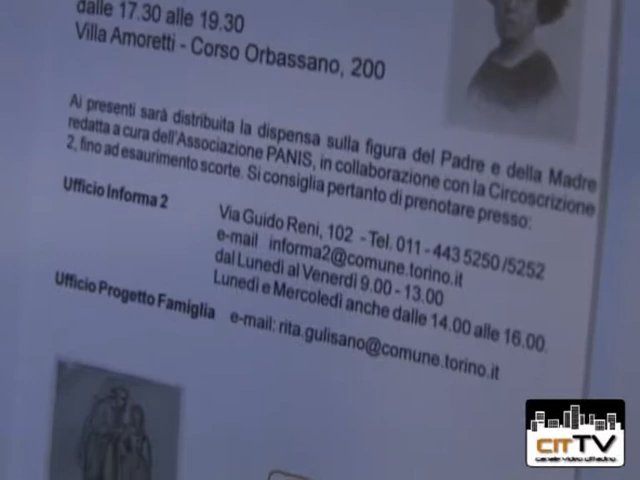 dalle 17.30 alle 19.30
Villa Amoretti - Corso Orbassano, 200
Ai presenti sarà distribuita la dispensa sulla figura del Padre e della Madre
redatta a cura dell'Associazione PANIS, in collaborazione con la Circoscrizione
2, fino ad esaurimento scorte. Si consiglia pertanto di prenotare presso:
Ufficio Informa 2
Via Guido Reni, 102 - Tel. 011 - 443 5250 /5252
e-mail informa2@comune.torino.it
dal Lunedì al Venerdì 9.00 - 13.00
Lunedì e Mercoledì anche dalle 14.00 alle 16.00.
Ufficio Progetto Famiglia e-mail: rita.gulisano@comune.torino.it
CITTV
canale video cittadino